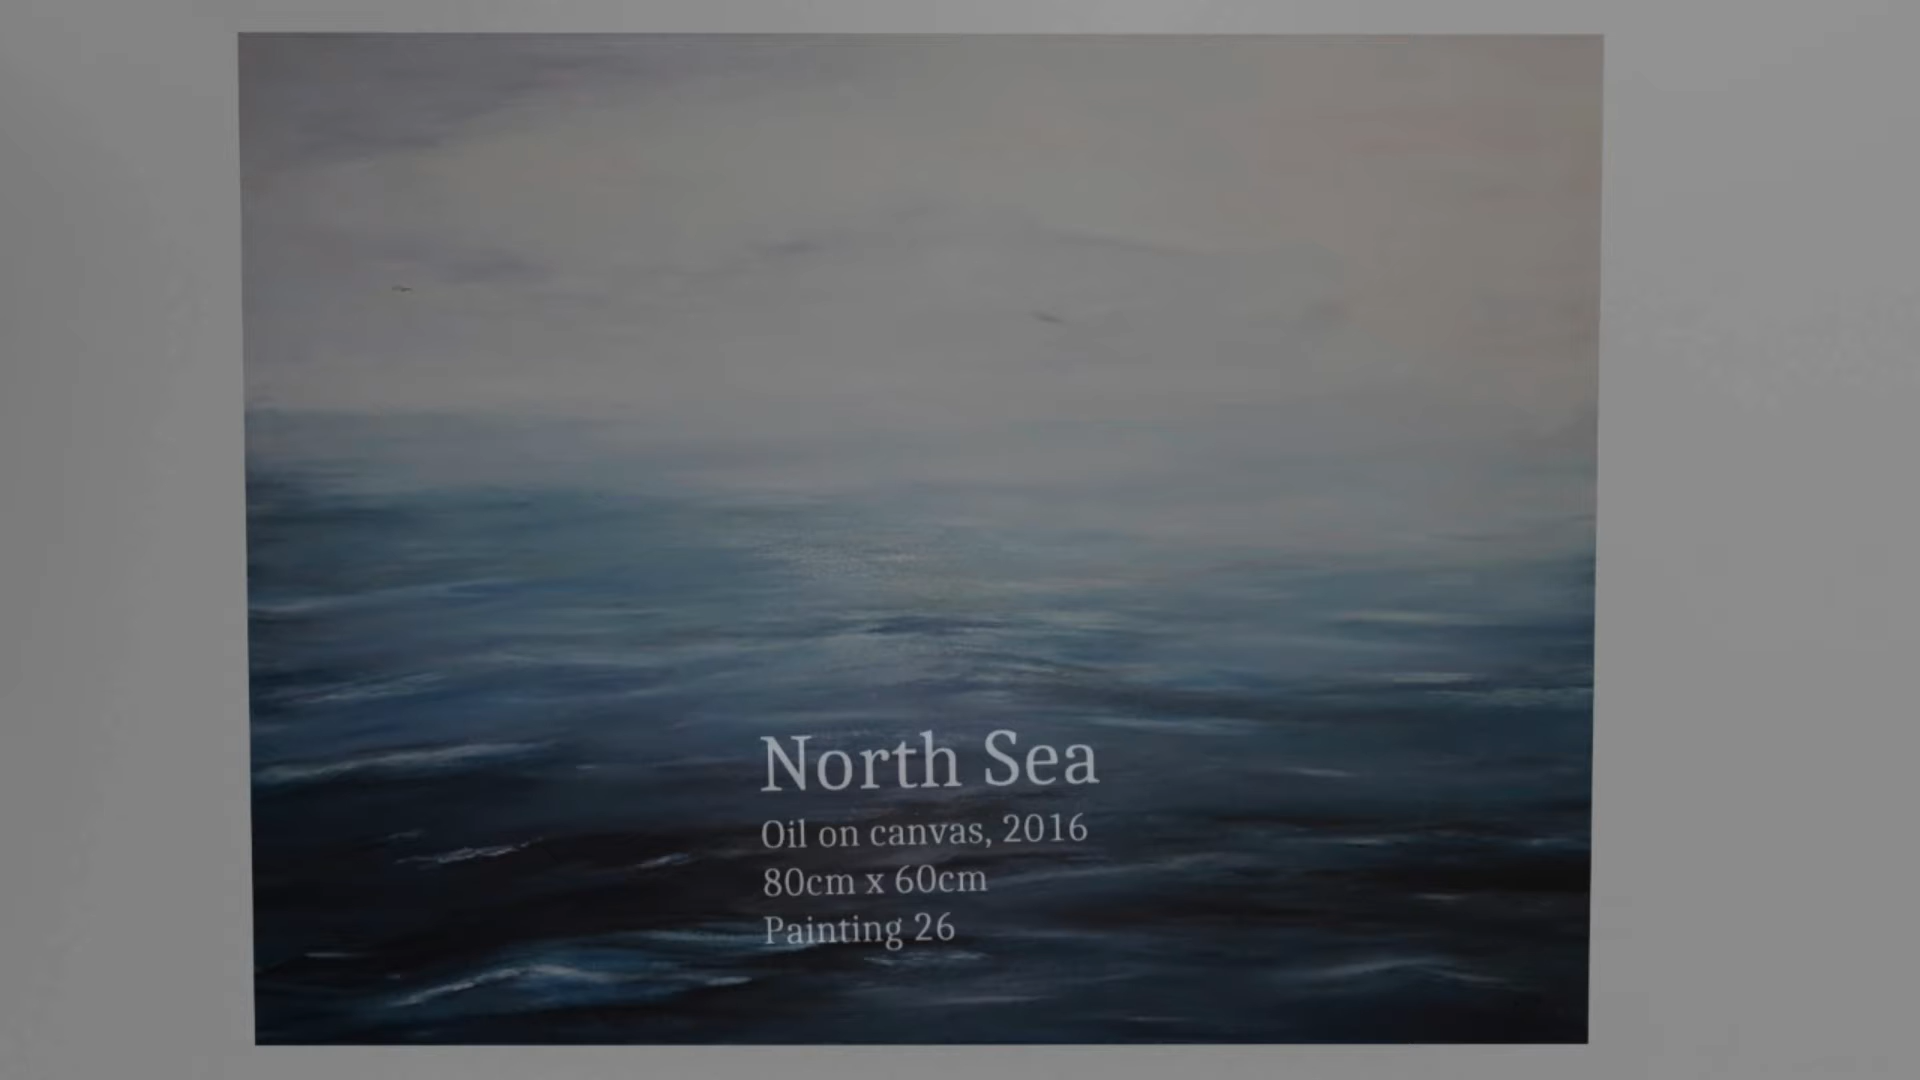 North Sea
Oil on canvas, 2016
80cm x 60cm
Painting 26